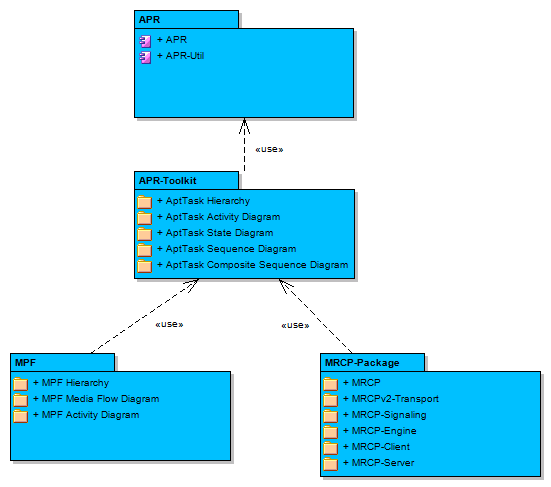 APR
+ APR
+ APR-Util
«use»
APR-Toolkit
+ AptTask Hierarchy
+ AptTask Activity Diagram
+ AptTask State Diagram
+ AptTask Sequence Diagram
+ AptTask Composite Sequence Diagram
«use»
«use»
MPF
+ MPF Hierarchy
+ MPF Media Flow Diagram
+ MPF Activity Diagram
MRCP-Package
+ MRCP
+ MRCPv2-Transport
+ MRCP-Signaling
+ MRCP-Engine
+ MRCP-Client
+ MRCP-Server